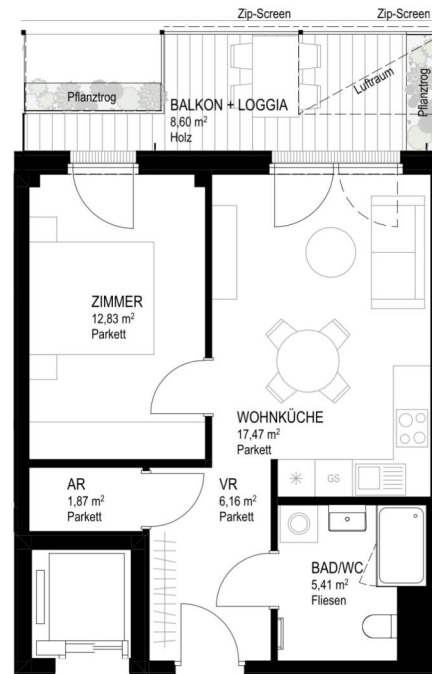 Zip-Screen
Zip-Screen
Luftraum
Pflanztrog
Pflanztrog
BALKON + LOGGIA
8,60 m²
Holz
ZIMMER
12,83 m²
Parkett
WOHNKÜCHE
17,47 m²
Parkett
GS
AR
1,87 m²
Parkett
VR
6,16 m²
Parkett
BAD/WC
5,41 m²
Fliesen